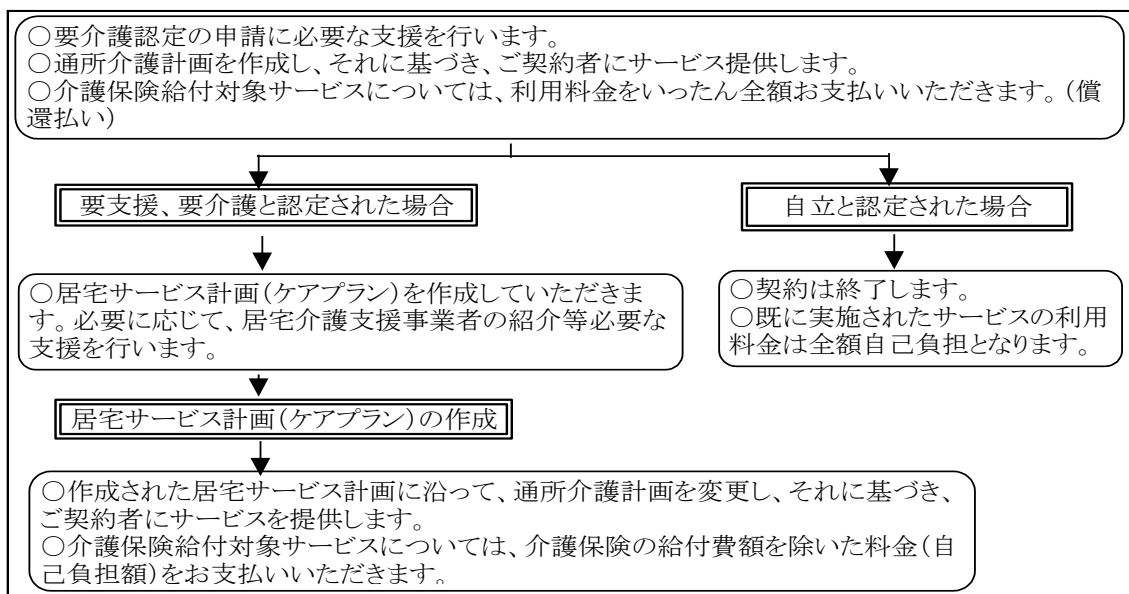 ○要介護認定の申請に必要な支援を行います。
○通所介護計画を作成し、それに基づき、ご契約者にサービス提供します。
○介護保険給付対象サービスについては、利用料金をいったん全額お支払いいただきます。(償
還払い)
要支援、要介護と認定された場合
自立と認定された場合
○居宅サービス計画(ケアプラン)を作成していただきま
す。必要に応じて、居宅介護支援事業者の紹介等必要な
支援を行います。
○契約は終了します。
○既に実施されたサービスの利用
料金は全額自己負担となります。
居宅サービス計画(ケアプラン)の作成
○作成された居宅サービス計画に沿って、通所介護計画を変更し、それに基づき、
ご契約者にサービスを提供します。
○介護保険給付対象サービスについては、介護保険の給付費額を除いた料金(自
己負担額)をお支払いいただきます。